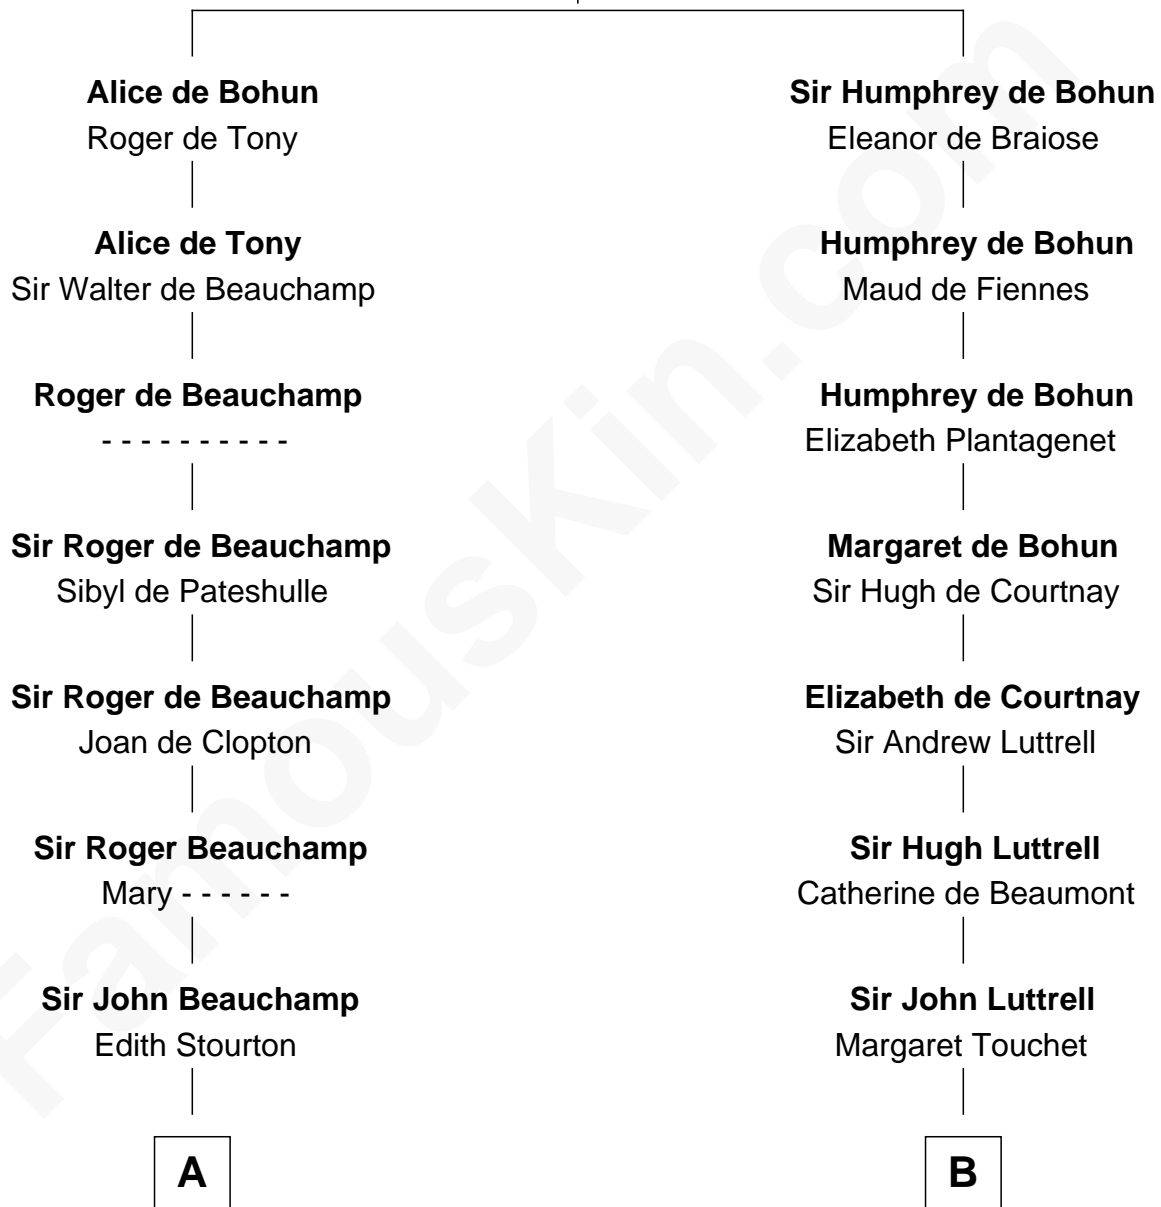 Alice de Bohun
Roger de Tony
Alice de Tony
Sir Walter de Beauchamp
Roger de Beauchamp
- - - - - - - - - -
Sir Roger de Beauchamp
Sibyl de Pateshulle
Sir Roger de Beauchamp
Joan de Clopton
Sir Roger Beauchamp
Mary - - - - - -
Sir John Beauchamp
Edith Stourton
A
Sir Humphrey de Bohun
Eleanor de Braiose
Humphrey de Bohun
Maud de Fiennes
Humphrey de Bohun
Elizabeth Plantagenet
Margaret de Bohun
Sir Hugh de Courtnay
Elizabeth de Courtnay
Sir Andrew Luttrell
Sir Hugh Luttrell
Catherine de Beaumont
Sir John Luttrell
Margaret Touchet
B
FamousKin.com